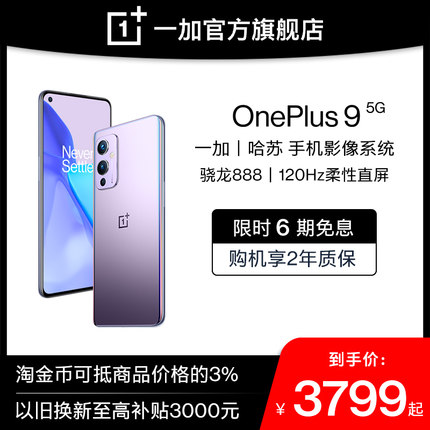 1+ 一加官方旗舰店
OnePlus 9 5G
一加｜哈苏 手机影像系统
骁龙888｜120Hz柔性直屏
Never
Settle
限时 6 期免息
购机享2年质保
到手价：
¥3799起
淘金币可抵商品价格的3%
以旧换新至高补贴3000元